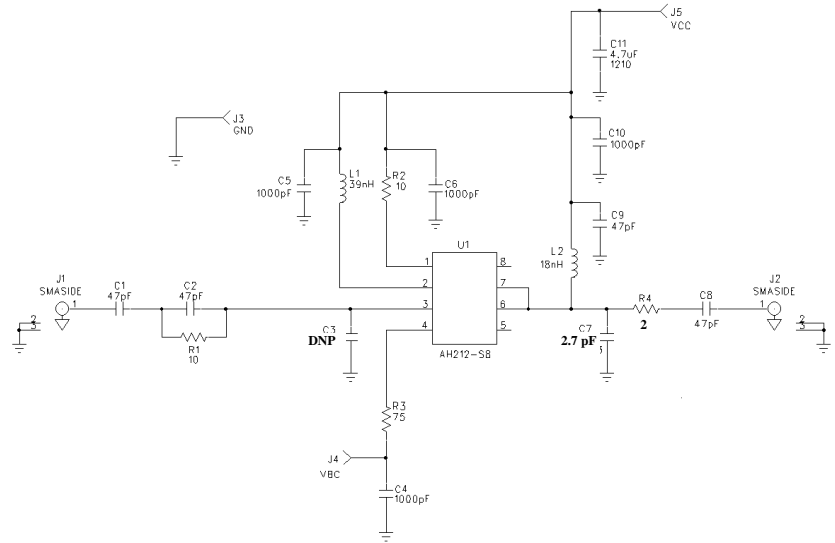 J5
VCC
C11
4.7uF
1210
J3
GND
C10
1000pF
C5
1000pF
L1
39nH
R2
10
C6
1000pF
C9
47pF
U1
L2
18nH
1
2
3
4
8
7
6
5
AH212-S8
J1
SMASIDE
1
2
3
C1
47pF
C2
47pF
R1
10
C3
DNP
C7
2.7 pF
R4
2
C8
47pF
J2
SMASIDE
1
2
3
R3
75
J4
VBC
C4
1000pF